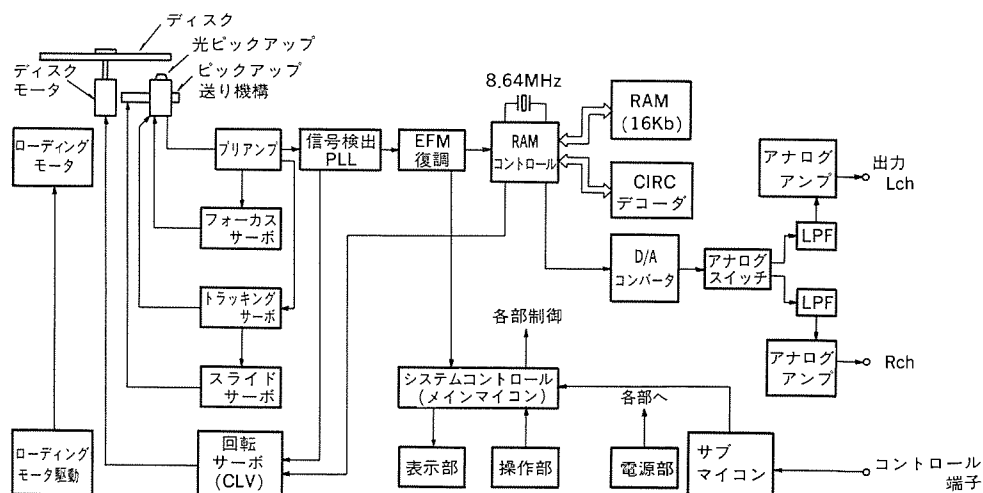 ディスク
光ピックアップ
ピックアップ
送り機構
ディスク
モータ
8.64MHz
RAM
(16Kb)
ローディング
モータ
プリアンプ
信号検出
PLL
EFM
復調
RAM
コントロール
CIRC
デコーダ
アナログ
アンプ
出力
Lch
フォーカス
サーボ
LPF
D/A
コンバータ
アナログ
スイッチ
トラッキング
サーボ
LPF
各部制御
アナログ
アンプ
Rch
スライド
サーボ
システムコントロール
(メインマイコン)
各部へ
ローディング
モータ駆動
回転
サーボ
(CLV)
表示部
操作部
電源部
サブ
マイコン
コントロール
端子